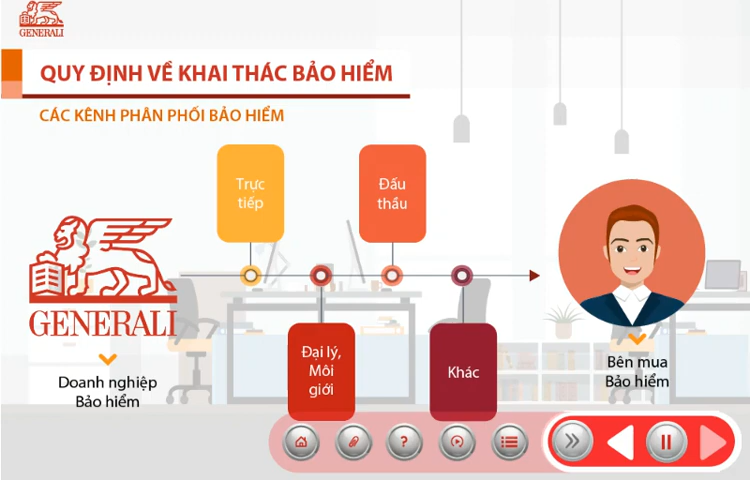 GENERALI
QUY ĐỊNH VỀ KHAI THÁC BẢO HIỂM
CÁC KÊNH PHÂN PHỐI BẢO HIỂM
Trực
tiếp
Đấu
thầu
GENERALI
Đại lý,
Môi
giới
Khác
Doanh nghiệp
Bảo hiểm
Bên mua
Bảo hiểm
?